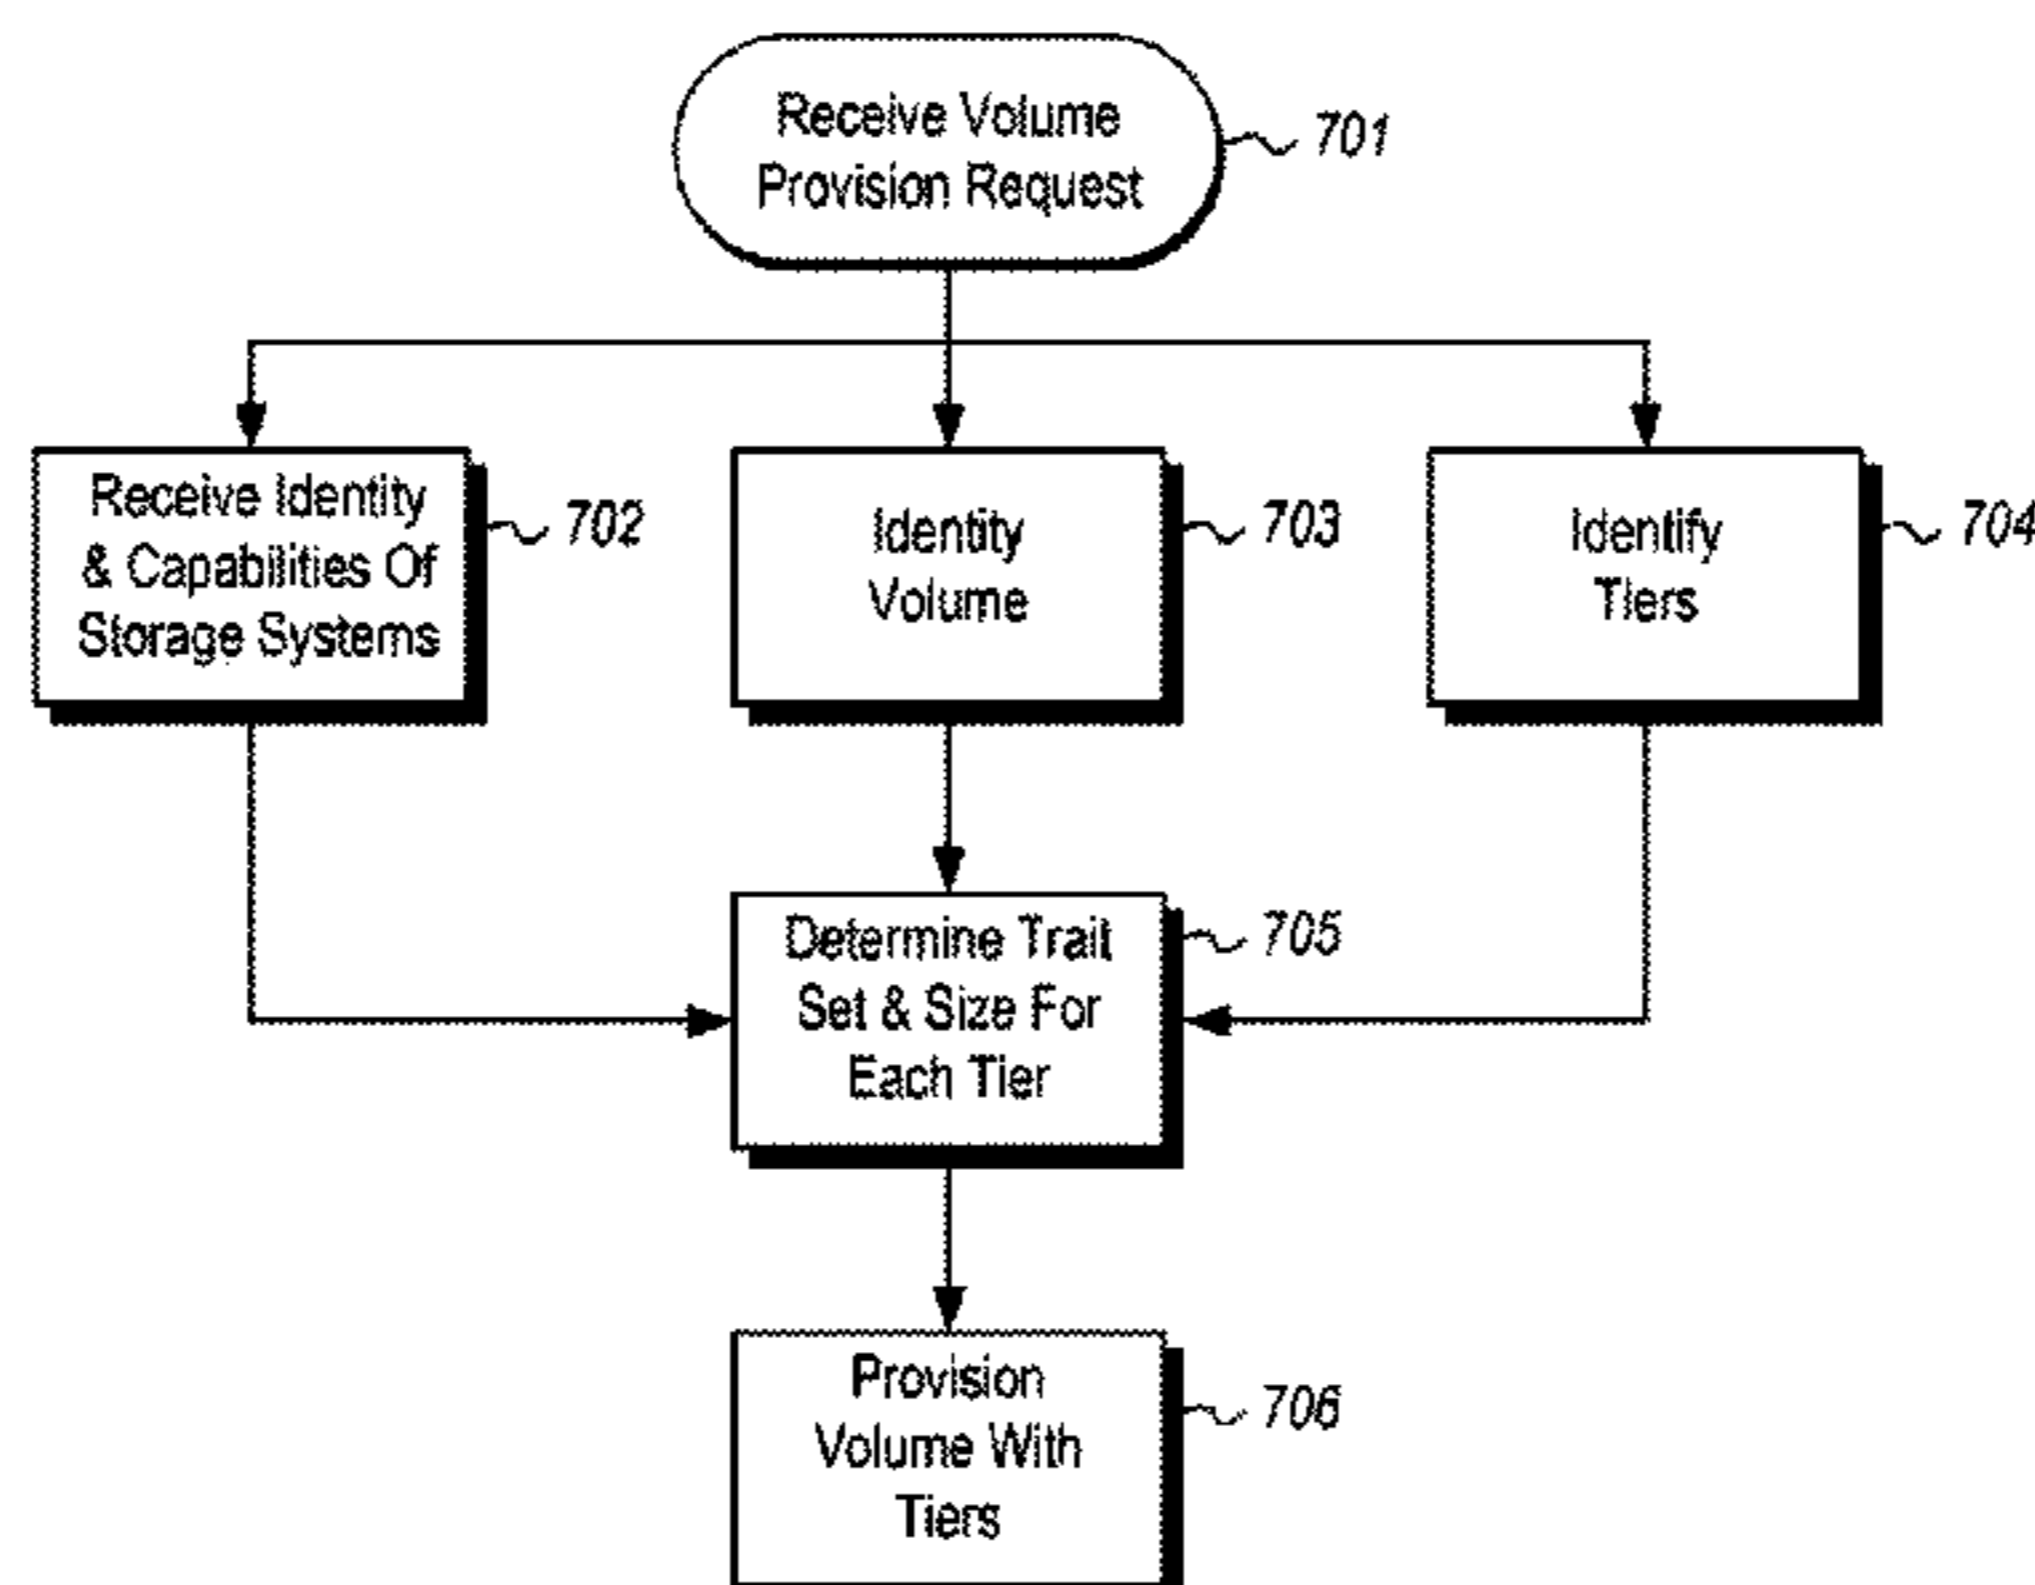 Receive Volume
Provision Request
701
Receive Identity
& Capabilities Of
Storage Systems
702
Identity
Volume
703
Identify
Tiers
704
Determine Trait
Set & Size For
Each Tier
705
Provision
Volume With
Tiers
706